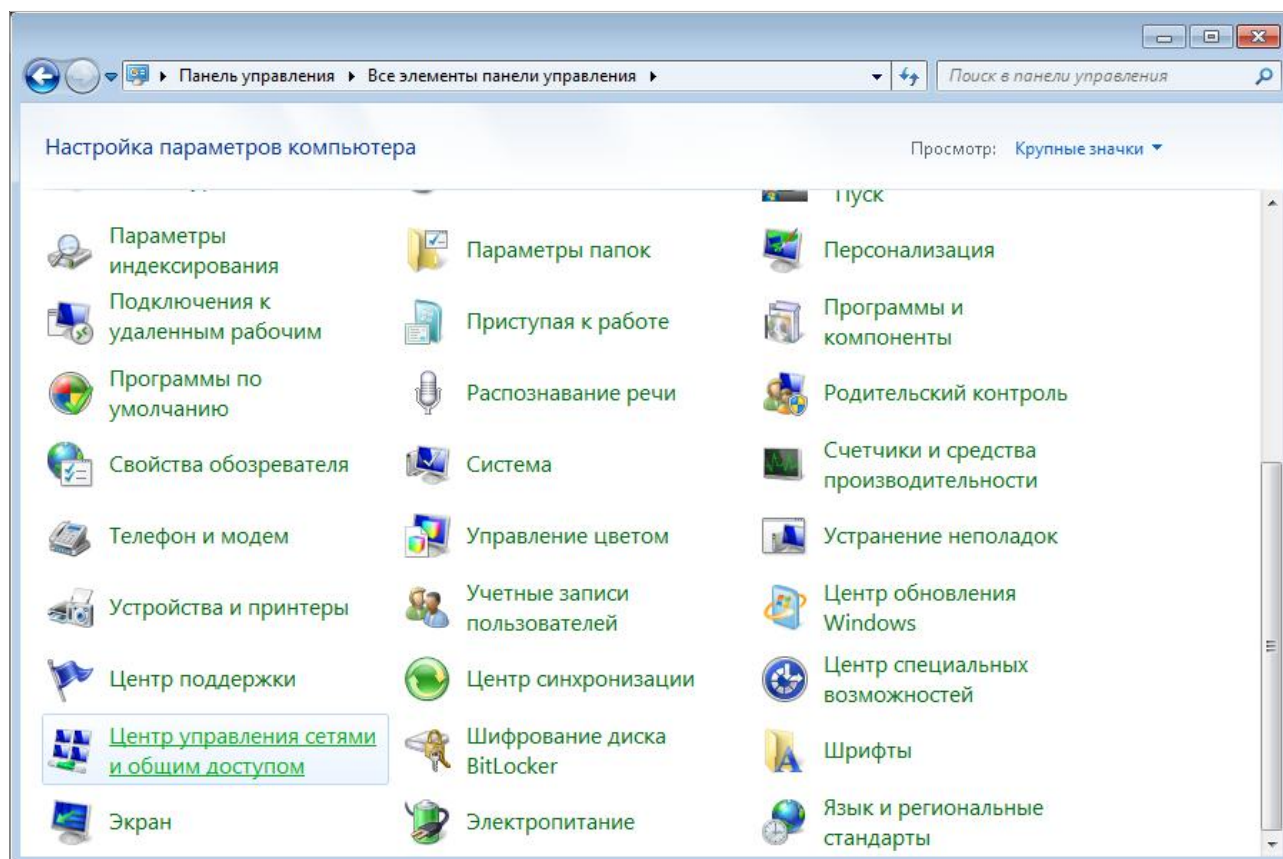 Панель управления ▸ Все элементы панели управления ▸
Поиск в панели управления
Настройка параметров компьютера
Просмотр: Крупные значки
Пуск
Параметры
индексирования
Параметры папок
Персонализация
Подключения к
удаленным рабочим
Приступая к работе
Программы и
компоненты
Программы по
умолчанию
Распознавание речи
Родительский контроль
Свойства обозревателя
Система
Счетчики и средства
производительности
Телефон и модем
Управление цветом
Устранение неполадок
Устройства и принтеры
Учетные записи
пользователей
Центр обновления
Windows
Центр поддержки
Центр синхронизации
Центр специальных
возможностей
Центр управления сетями
и общим доступом
Шифрование диска
BitLocker
Шрифты
Экран
Электропитание
Язык и региональные
стандарты